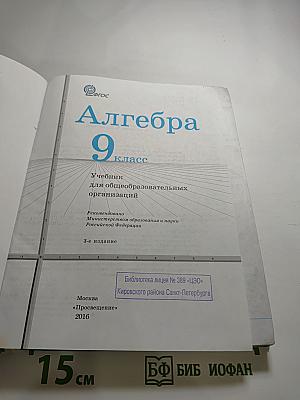 ФГОС
Алгебра
9 класс
Учебник
для общеобразовательных
организаций
Рекомендовано
Министерством образования и науки
Российской Федерации
3-е издание
Библиотека лицея № 389 «ЦЭО»
Кировского района Санкт-Петербурга
Москва
«Просвещение»
2016
15 см
БФ БИБ ИОФАН